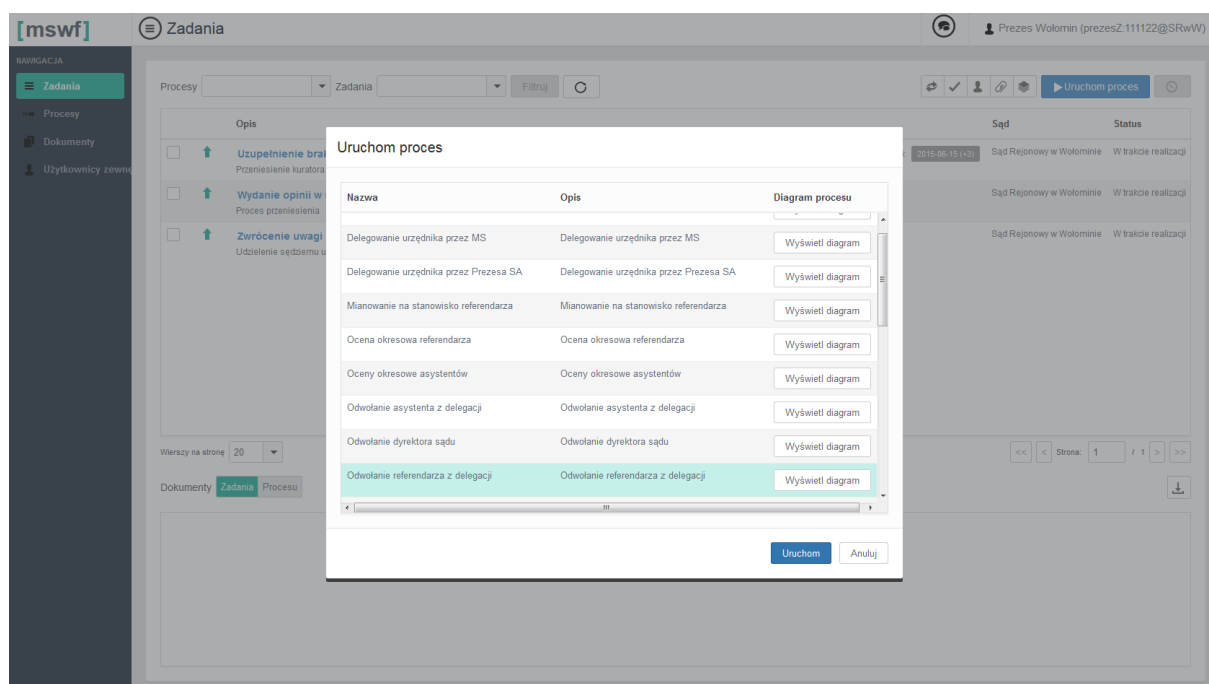 [mswf]
Zadania
Prezes Wołomin (prezesZ:111122@SRwW)
NAWIGACJA
Zadania
Procesy
Dokumenty
Użytkownicy zewnę
Procesy
Zadania
Filtruj
Uruchom proces
Opis
Sąd
Status
Uzupełnienie brak
Przeniesienie kuratora
2015-06-15 (+3)
Sąd Rejonowy w Wołominie
W trakcie realizacji
Wydanie opinii w s
Proces przeniesienia
Sąd Rejonowy w Wołominie
W trakcie realizacji
Zwrócenie uwagi
Udzielenie sędziemu u
Sąd Rejonowy w Wołominie
W trakcie realizacji
Uruchom proces
Nazwa
Opis
Diagram procesu
Delegowanie urzędnika przez MS
Delegowanie urzędnika przez MS
Wyświetl diagram
Delegowanie urzędnika przez Prezesa SA
Delegowanie urzędnika przez Prezesa SA
Wyświetl diagram
Mianowanie na stanowisko referendarza
Mianowanie na stanowisko referendarza
Wyświetl diagram
Ocena okresowa referendarza
Ocena okresowa referendarza
Wyświetl diagram
Oceny okresowe asystentów
Oceny okresowe asystentów
Wyświetl diagram
Odwołanie asystenta z delegacji
Odwołanie asystenta z delegacji
Wyświetl diagram
Odwołanie dyrektora sądu
Odwołanie dyrektora sądu
Wyświetl diagram
Odwołanie referendarza z delegacji
Odwołanie referendarza z delegacji
Wyświetl diagram
Uruchom
Anuluj
Wierszy na stronę
20
<<
<
Strona:
1
/ 1
>
>>
Dokumenty
Zadania
Procesu